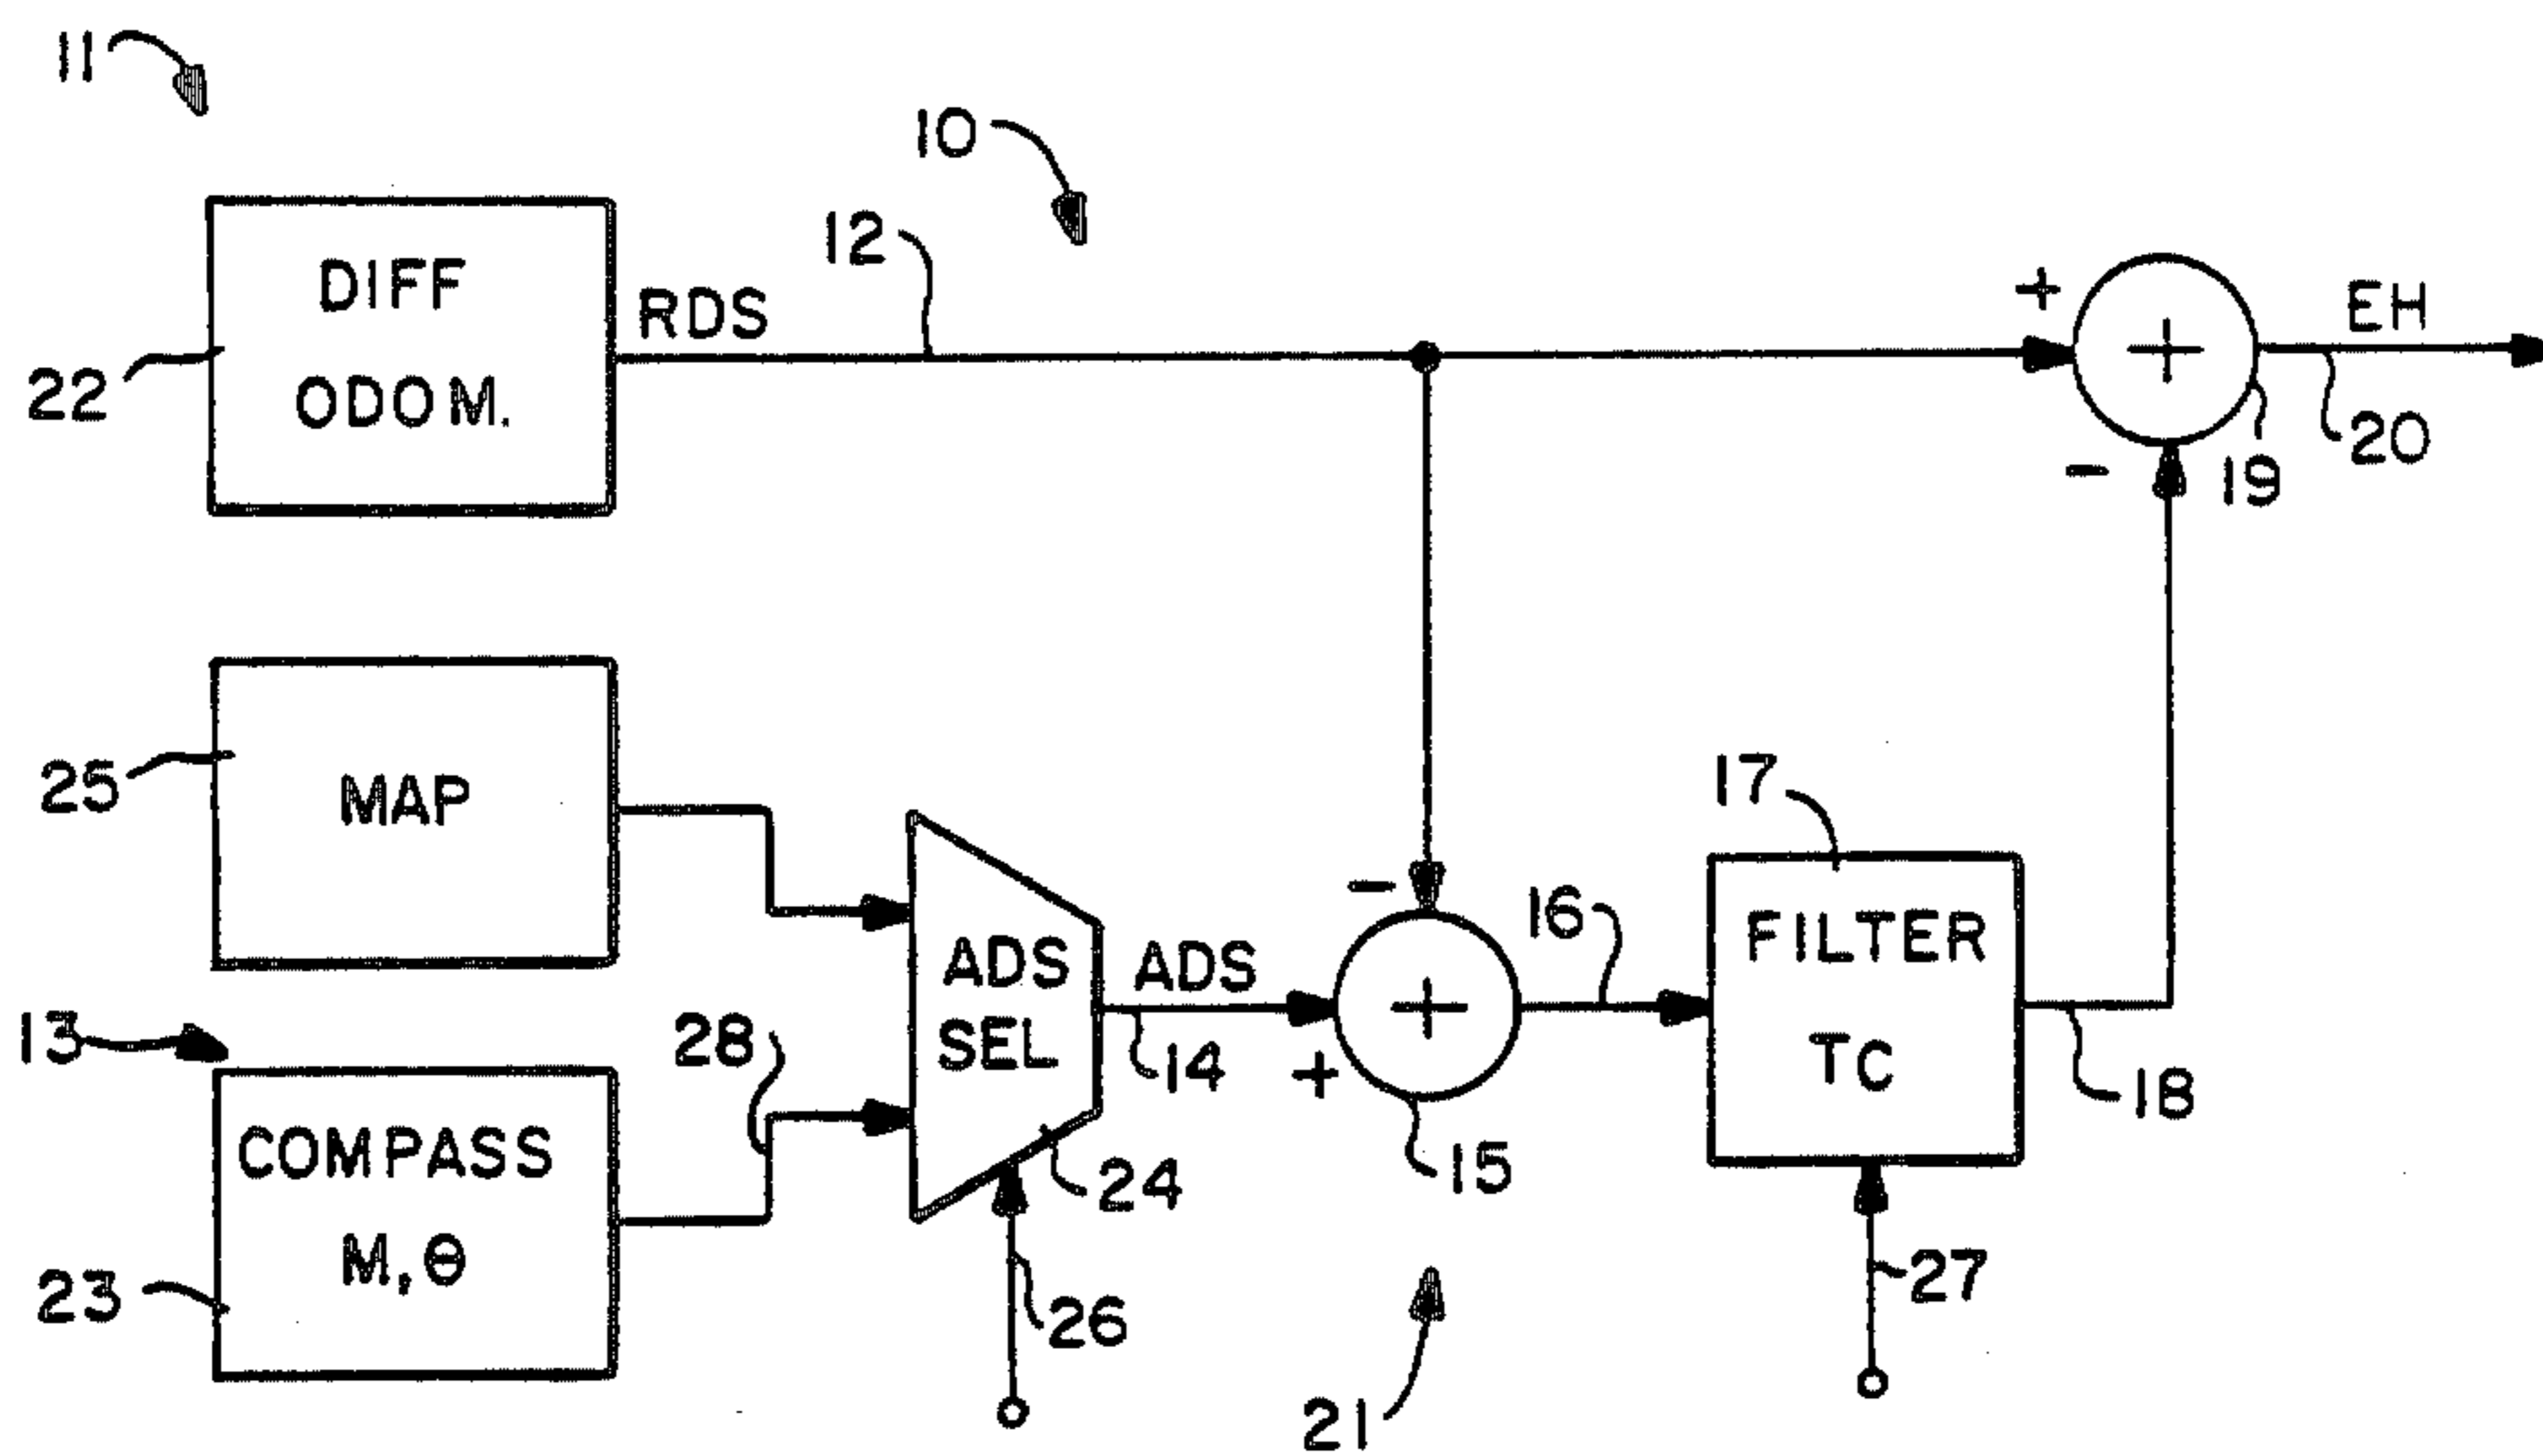 11
10
12
DIFF
ODOM.
22
RDS
+
+
EH
-
19
20
25
MAP
17
-
13
28
ADS
SEL
ADS
14
+
+
16
FILTER
TC
18
COMPASS
M, Θ
23
24
15
26
21
27